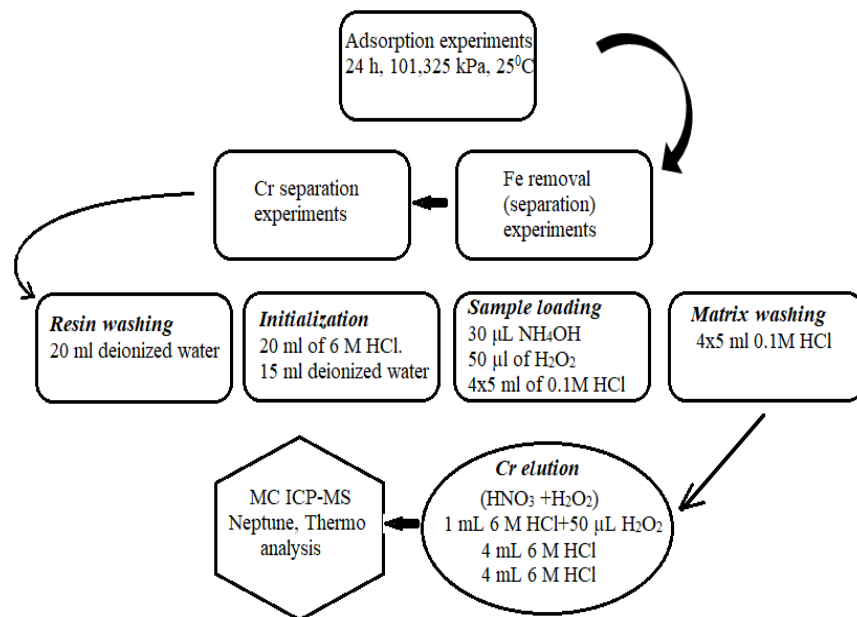 Adsorption experiments
24 h, 101,325 kPa, 25⁰C
Cr separation
experiments
Fe removal
(separation)
experiments
Resin washing
20 ml deionized water
Initialization
20 ml of 6 M HCl.
15 ml deionized water
Sample loading
30 µL NH₄OH
50 µl of H₂O₂
4x5 ml of 0.1M HCl
Matrix washing
4x5 ml 0.1M HCl
MC ICP-MS
Neptune, Thermo
analysis
Cr elution
(HNO₃ +H₂O₂)
1 mL 6 M HCl+50 µL H₂O₂
4 mL 6 M HCl
4 mL 6 M HCl